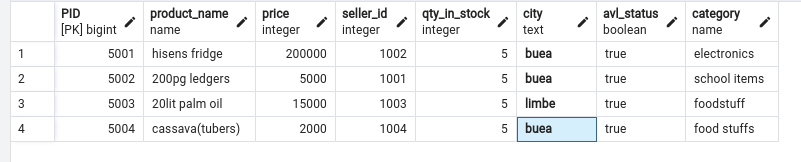 PID product_name price seller_id qty_in_stock city avl_status category
[PK] bigint name integer integer integer text boolean name
1 5001 hisens fridge 200000 1002 5 buea true electronics
2 5002 200pg ledgers 5000 1001 5 buea true school items
3 5003 20lit palm oil 15000 1003 5 limbe true foodstuff
4 5004 cassava(tubers) 2000 1004 5 buea true food stuffs